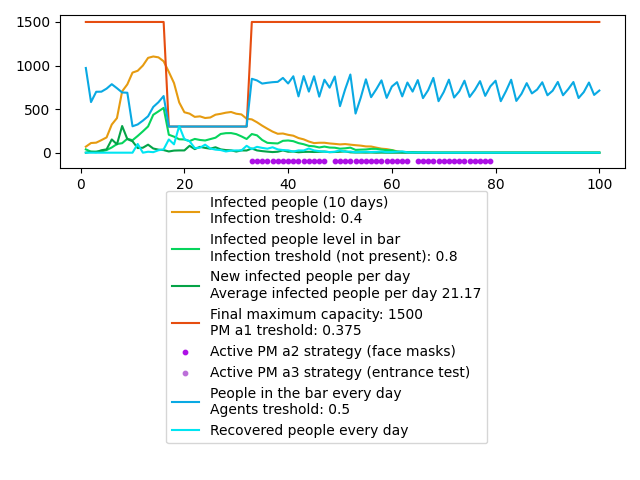 1500
1000
500
0
0
20
40
60
80
100
Infected people (10 days)
Infection treshold: 0.4
Infected people level in bar
Infection treshold (not present): 0.8
New infected people per day
Average infected people per day 21.17
Final maximum capacity: 1500
PM a1 treshold: 0.375
Active PM a2 strategy (face masks)
Active PM a3 strategy (entrance test)
People in the bar every day
Agents treshold: 0.5
Recovered people every day